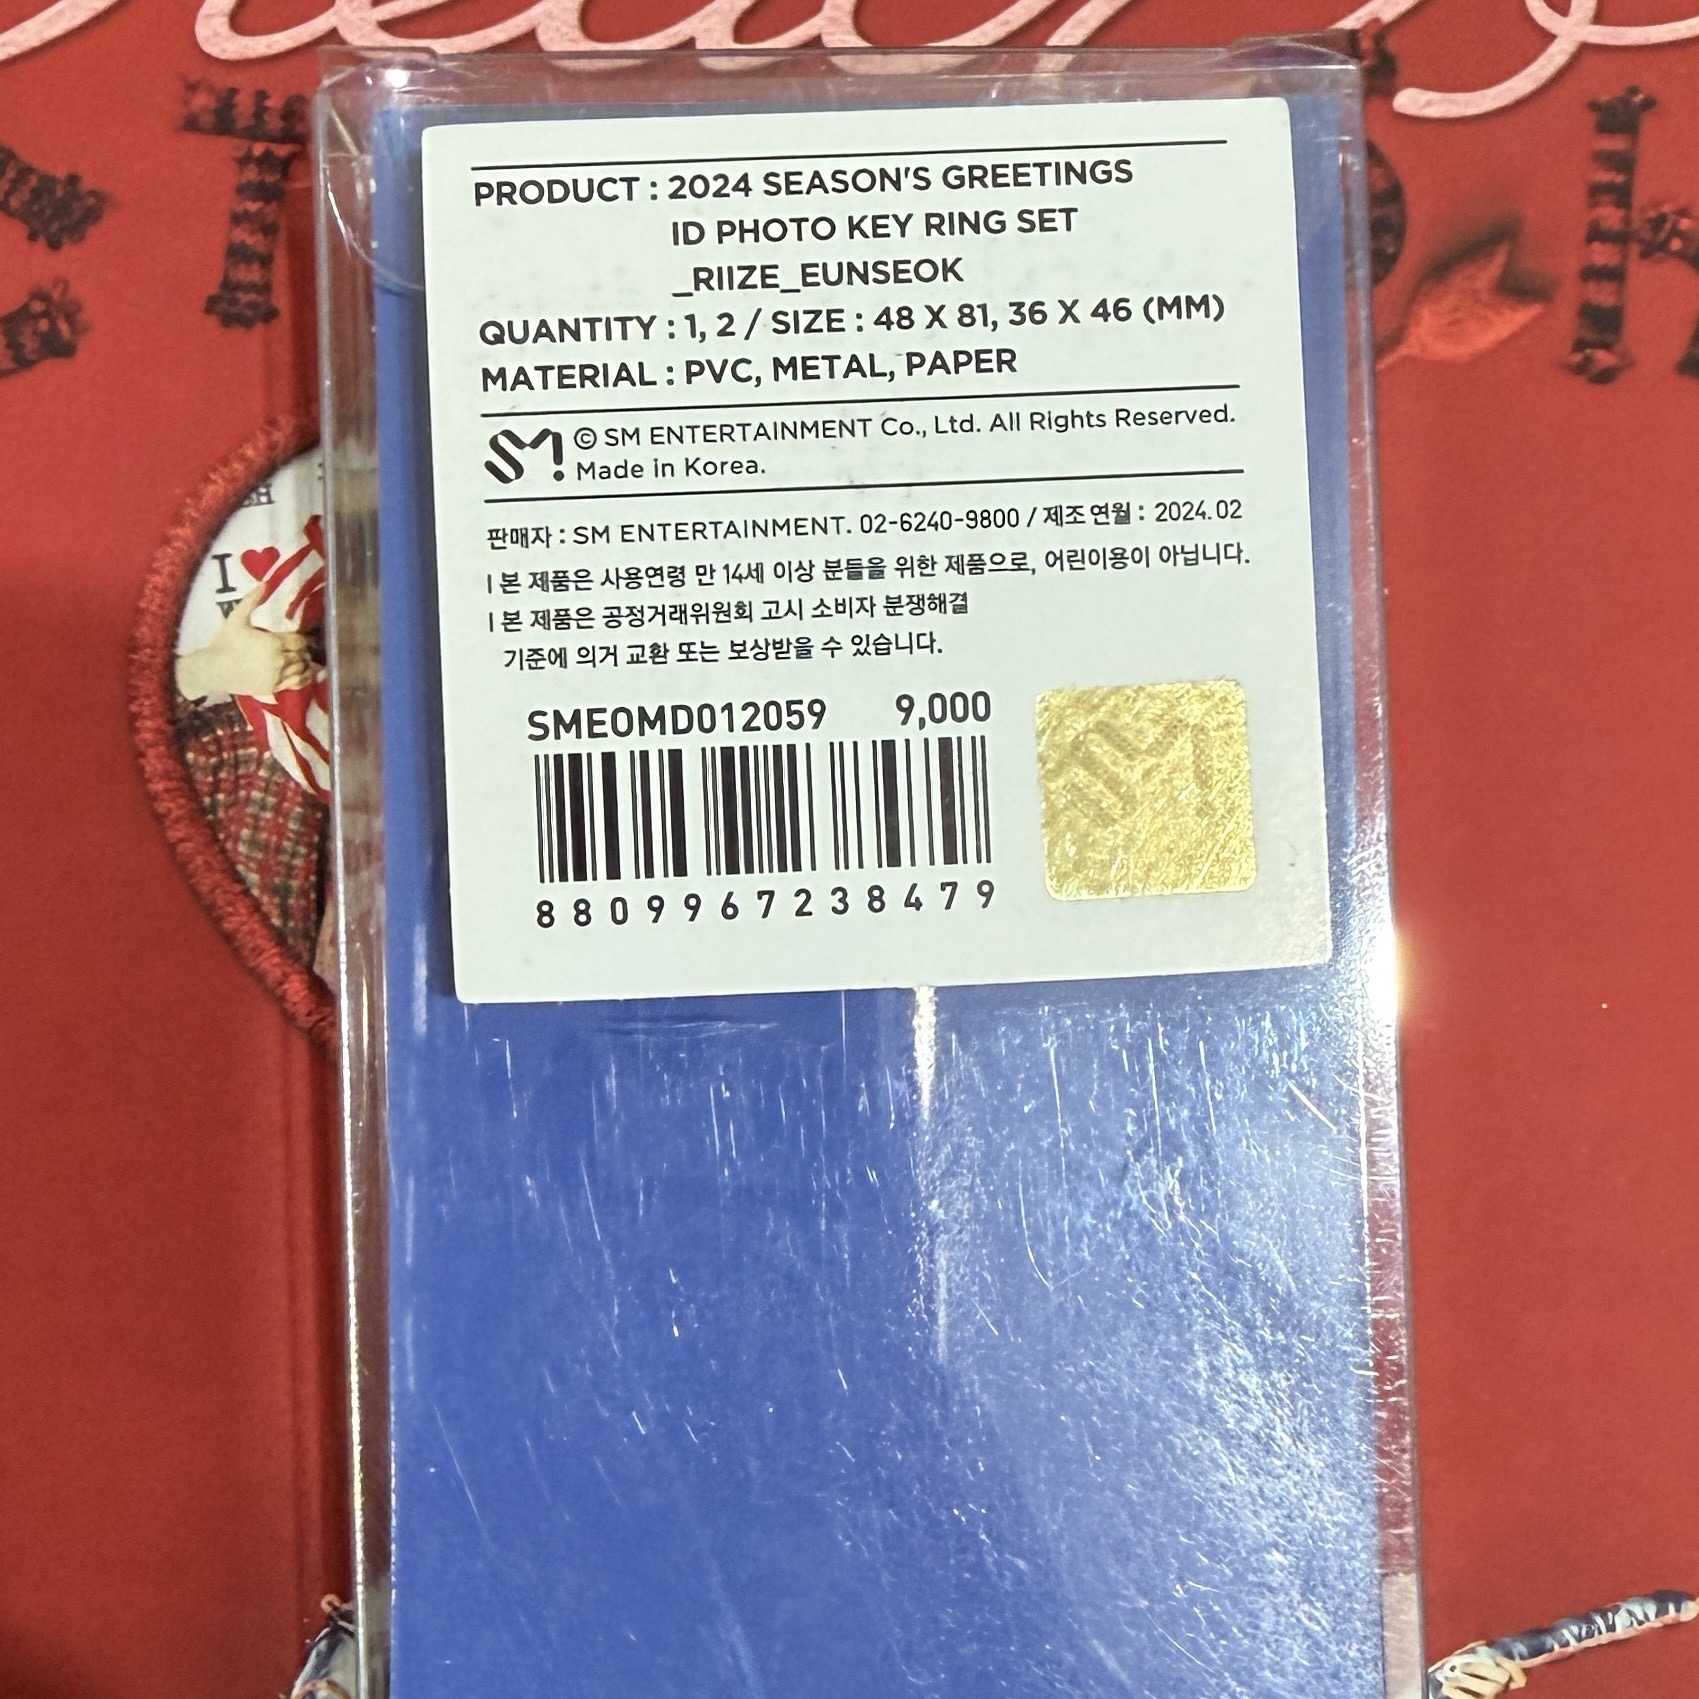 PRODUCT : 2024 SEASON'S GREETINGS
ID PHOTO KEY RING SET
_RIIZE_EUNSEOK
QUANTITY : 1, 2 / SIZE : 48 X 81, 36 X 46 (MM)
MATERIAL : PVC, METAL, PAPER
SM
© SM ENTERTAINMENT Co., Ltd. All Rights Reserved.
Made in Korea.
판매자 : SM ENTERTAINMENT. 02-6240-9800 / 제조연월 : 2024.02
I 본 제품은 사용연령 만 14세 이상 분들을 위한 제품으로, 어린이용이 아닙니다.
I 본 제품은 공정거래위원회 고시 소비자 분쟁해결
기준에 의거 교환 또는 보상받을 수 있습니다.
SMEOMD012059 9,000
8809967238479
SM
I ♥